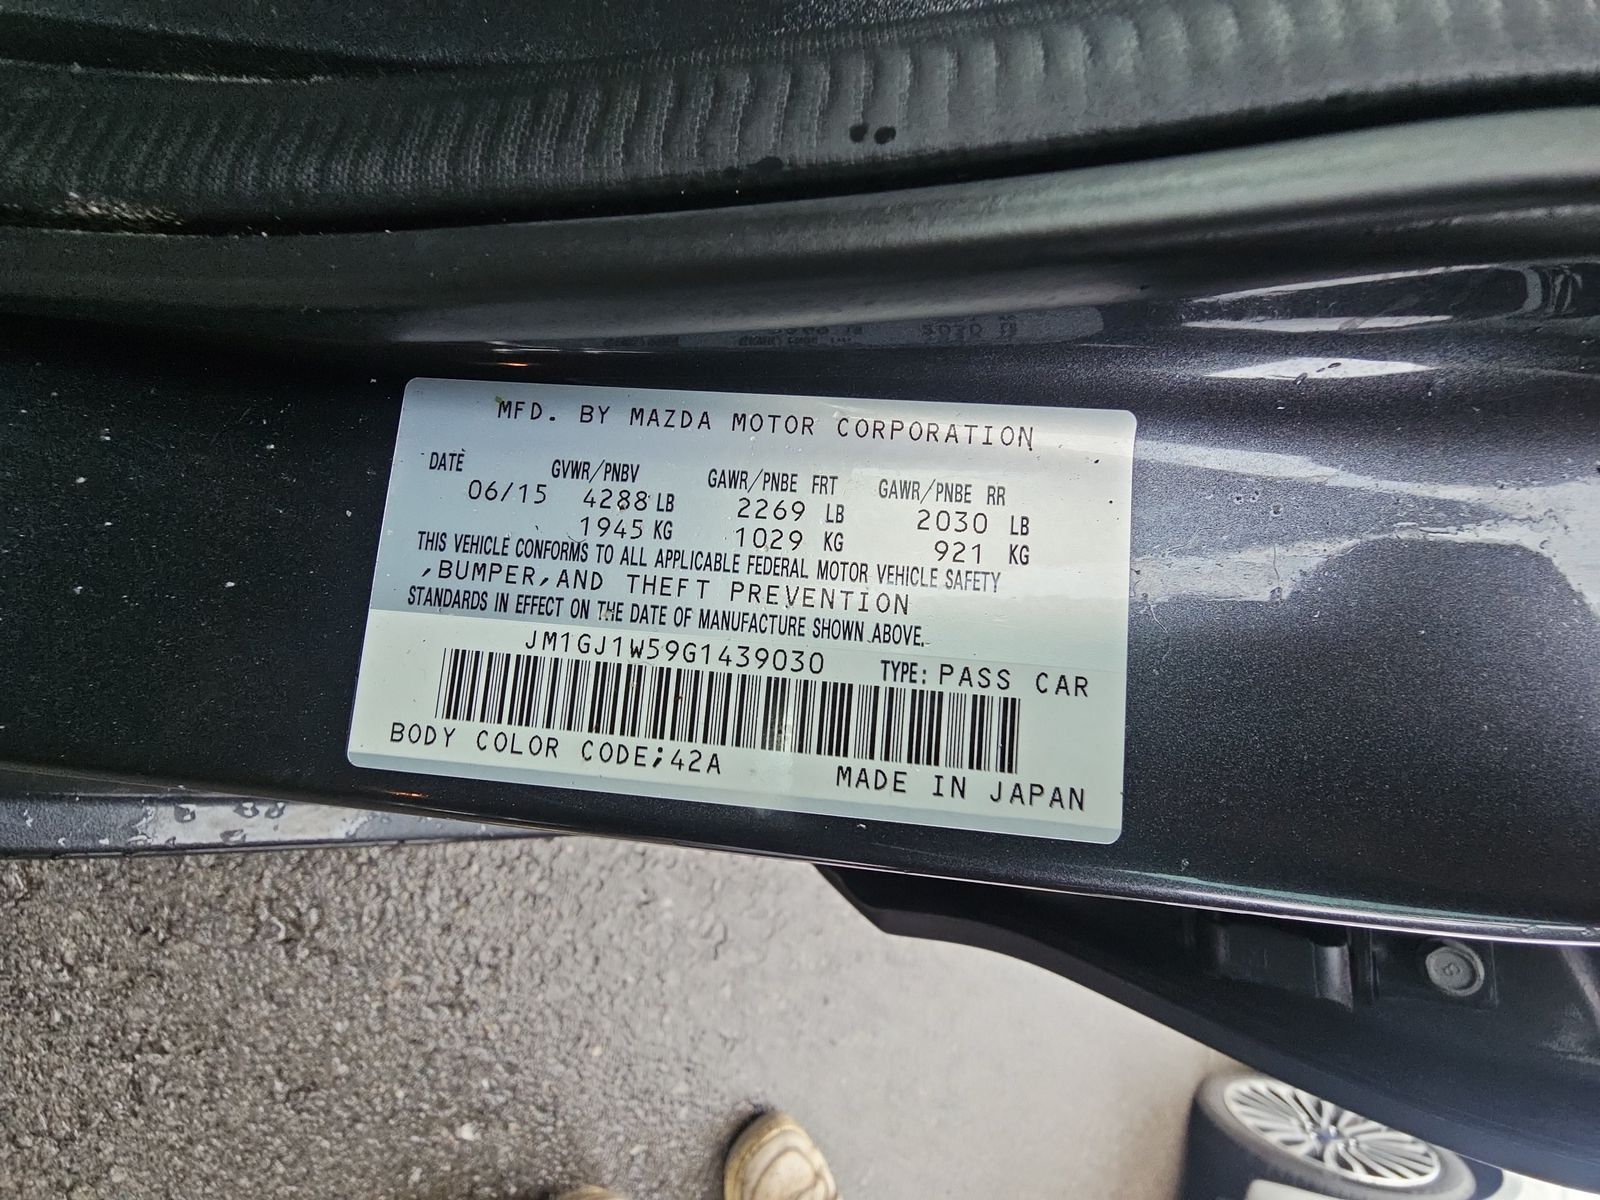 MFD. BY MAZDA MOTOR CORPORATION
DATE GVWR/PNBV GAWR/PNBE FRT GAWR/PNBE RR
06/15 4288 LB 2269 LB 2030 LB
1945 KG 1029 KG 921 KG
THIS VEHICLE CONFORMS TO ALL APPLICABLE FEDERAL MOTOR VEHICLE SAFETY
,BUMPER,AND THEFT PREVENTION
STANDARDS IN EFFECT ON THE DATE OF MANUFACTURE SHOWN ABOVE.
JM1GJ1W59G1439030 TYPE: PASS CAR
BODY COLOR CODE;42A MADE IN JAPAN